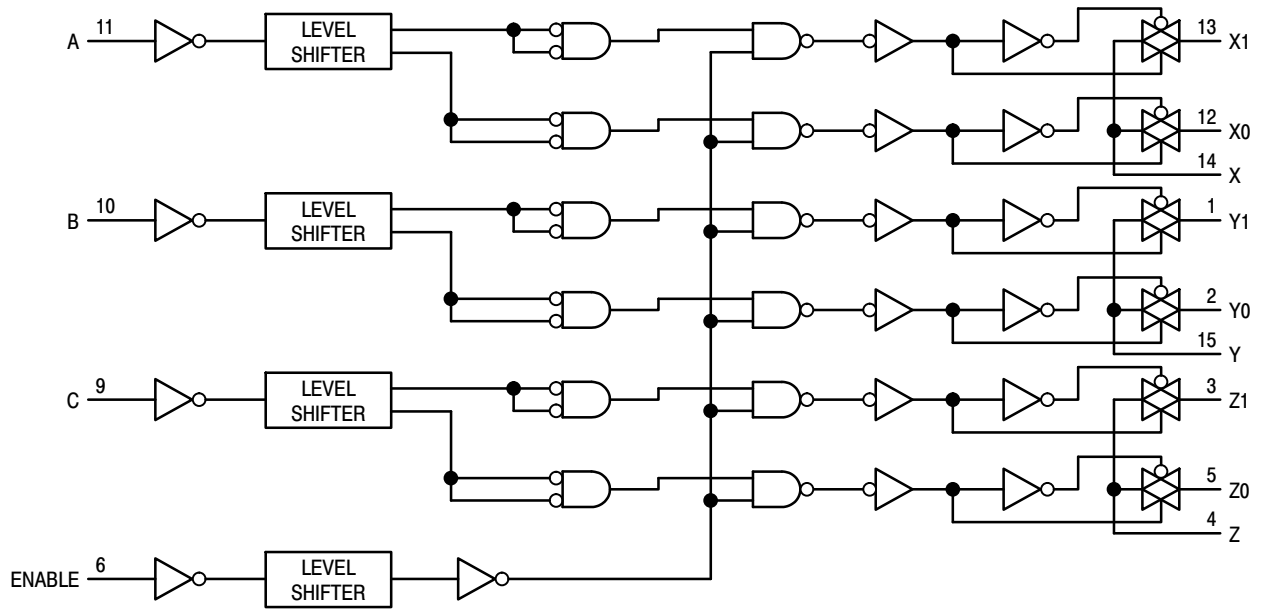 A 11 LEVEL SHIFTER 13 X1
12 X0
14 X
B 10 LEVEL SHIFTER 1 Y1
2 Y0
15 Y
C 9 LEVEL SHIFTER 3 Z1
5 Z0
4 Z
ENABLE 6 LEVEL SHIFTER